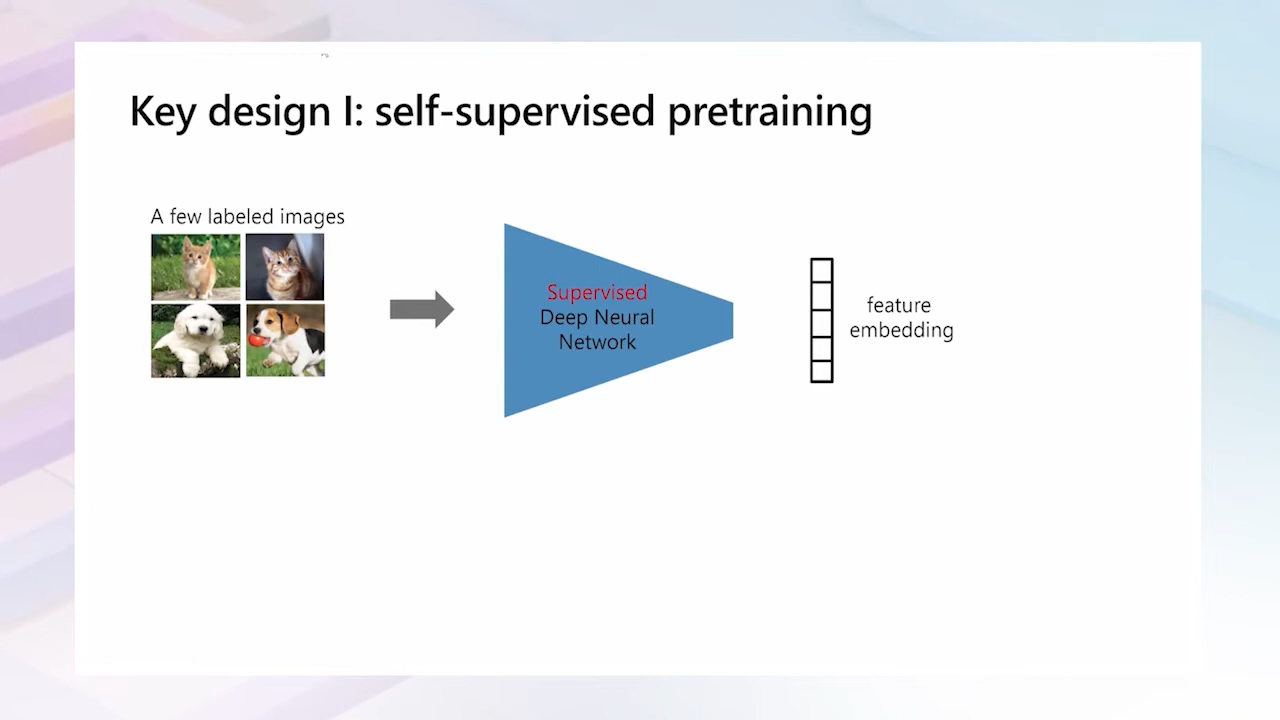 Key design I: self-supervised pretraining
A few labeled images
Supervised
Deep Neural
Network
feature
embedding